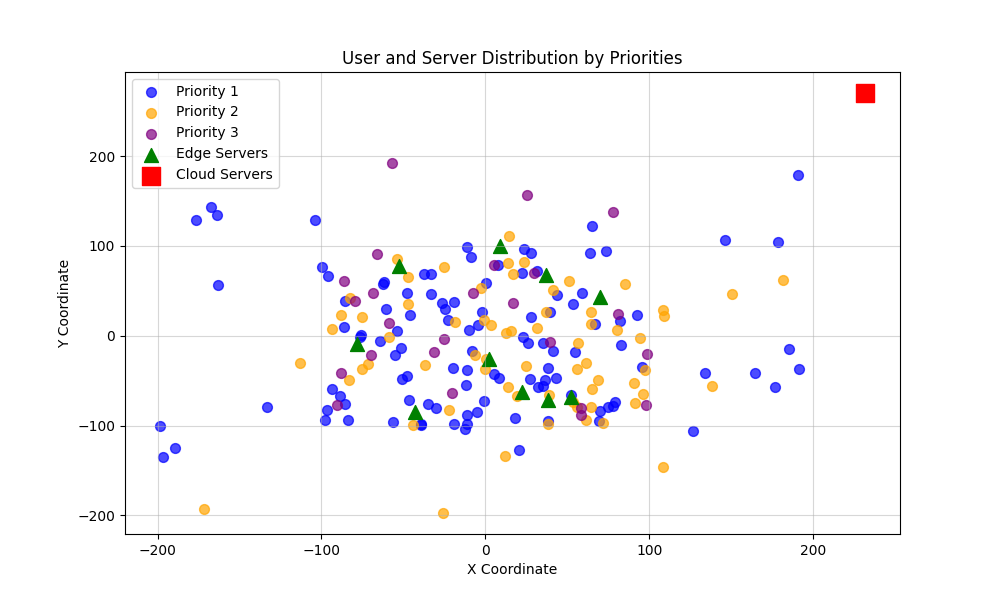 User and Server Distribution by Priorities
Priority 1
Priority 2
Priority 3
Edge Servers
Cloud Servers
Y Coordinate
200
100
0
−100
−200
−200
−100
0
100
200
X Coordinate